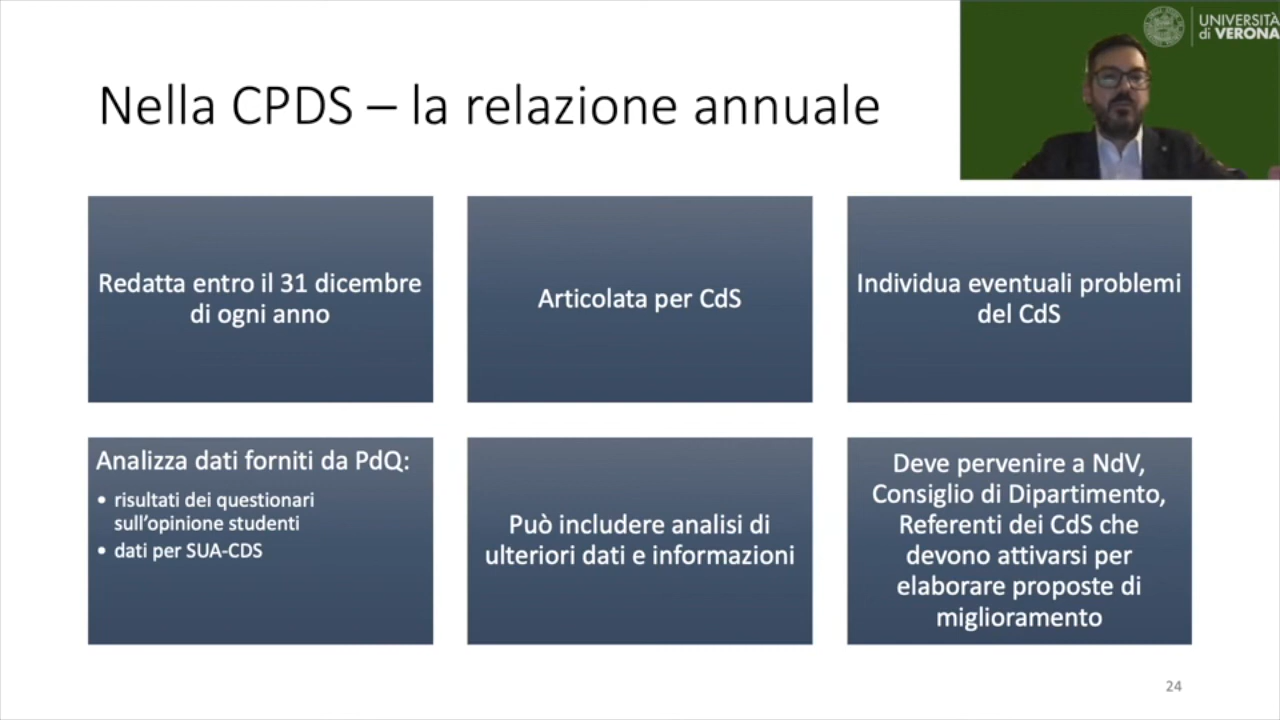 UNIVERSITÀ
di VERONA
Nella CPDS – la relazione annuale
Redatta entro il 31 dicembre
di ogni anno
Articolata per CdS
Individua eventuali problemi
del CdS
Analizza dati forniti da PdQ:
• risultati dei questionari
sull’opinione studenti
• dati per SUA-CDS
Può includere analisi di
ulteriori dati e informazioni
Deve pervenire a NdV,
Consiglio di Dipartimento,
Referenti dei CdS che
devono attivarsi per
elaborare proposte di
miglioramento
24